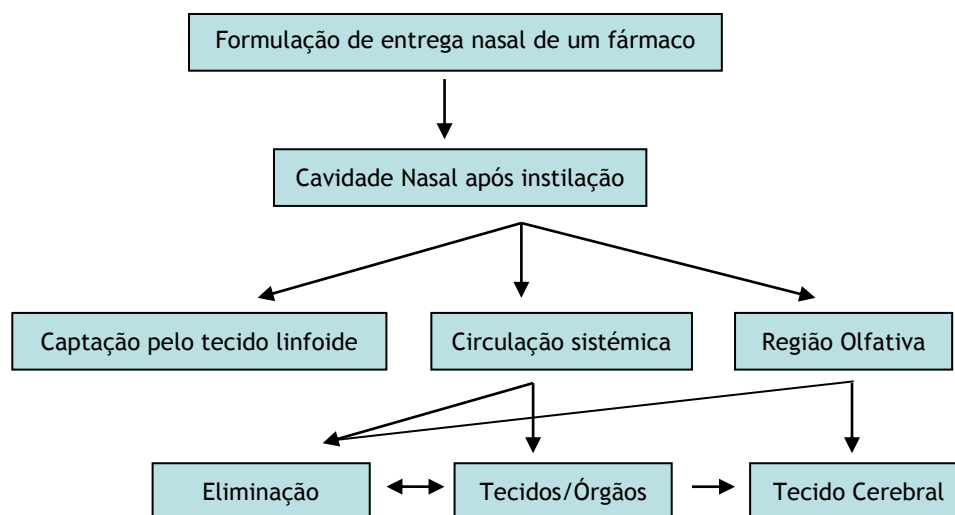 Formulação de entrega nasal de um fármaco
Cavidade Nasal após instilação
Captação pelo tecido linfoide
Circulação sistémica
Região Olfativa
Eliminação
Tecidos/Órgãos
Tecido Cerebral